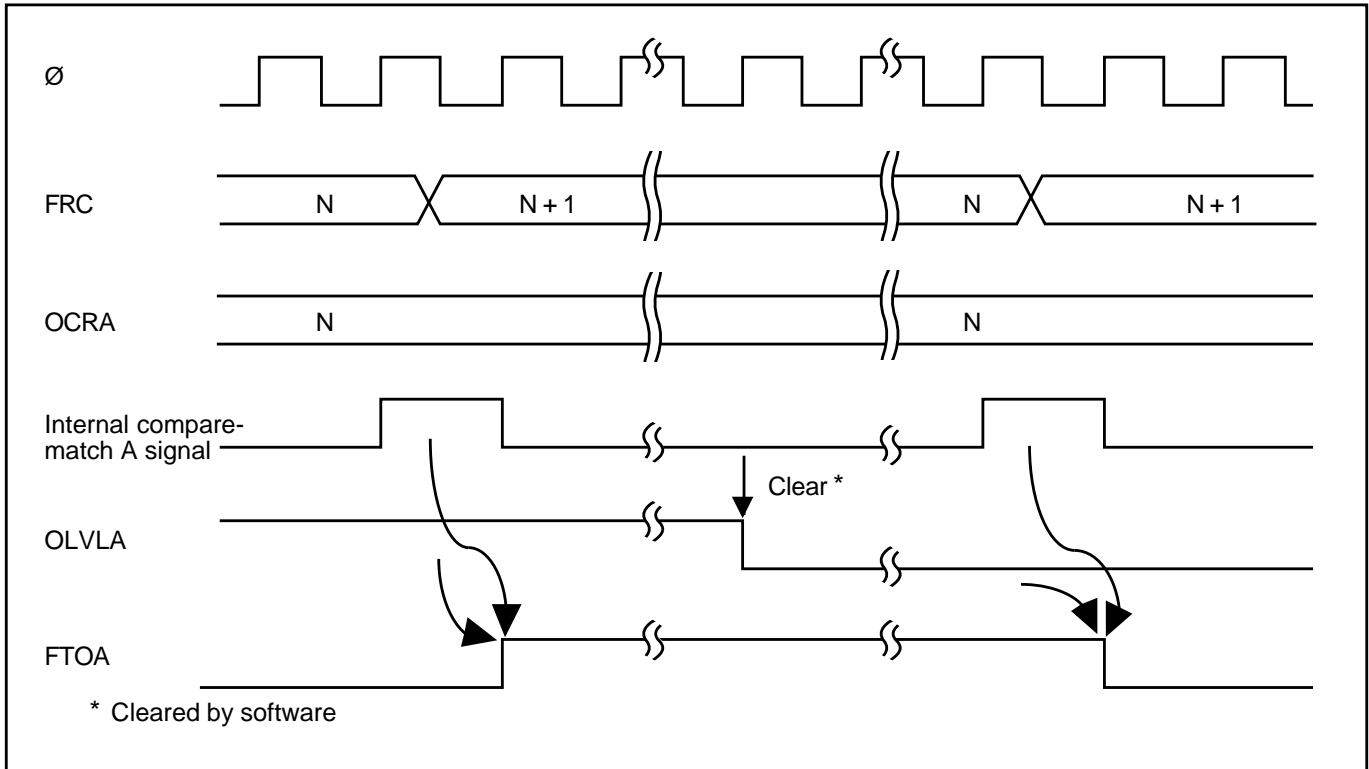 Ø
FRC N N + 1 N N + 1
OCRA N N
Internal compare-
match A signal
Clear *
OLVLA
FTOA
* Cleared by software